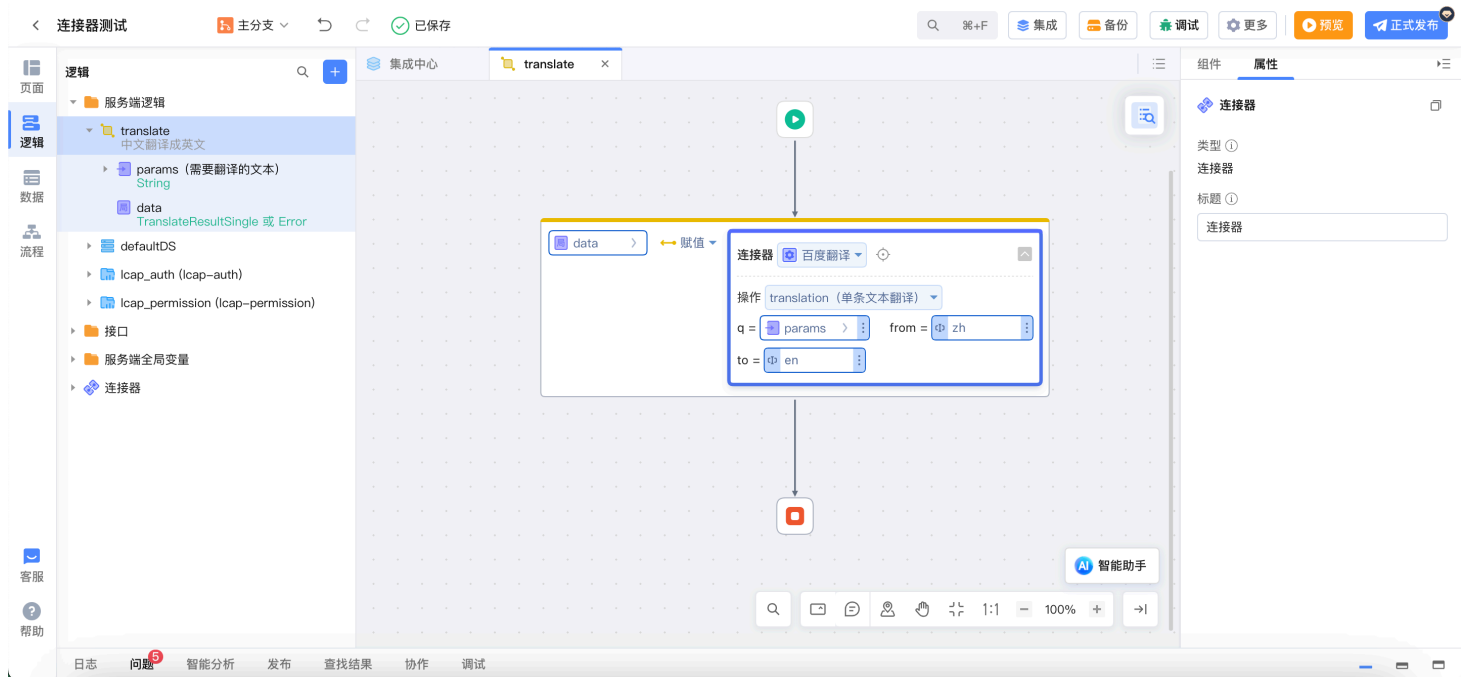 连接器测试
主分支
已保存
⌘+F
集成
备份
调试
更多
预览
正式发布
页面
逻辑
数据
流程
客服
帮助
逻辑
服务端逻辑
translate
中文翻译成英文
params（需要翻译的文本）
String
data
TranslateResultSingle 或 Error
defaultDS
lcap_auth (lcap-auth)
lcap_permission (lcap-permission)
接口
服务端全局变量
连接器
集成中心
translate
data
赋值
连接器
百度翻译
操作
translation（单条文本翻译）
q =
params
from =
zh
to =
en
AI 智能助手
1:1
100%
组件
属性
连接器
类型
连接器
标题
连接器
日志
问题
5
智能分析
发布
查找结果
协作
调试